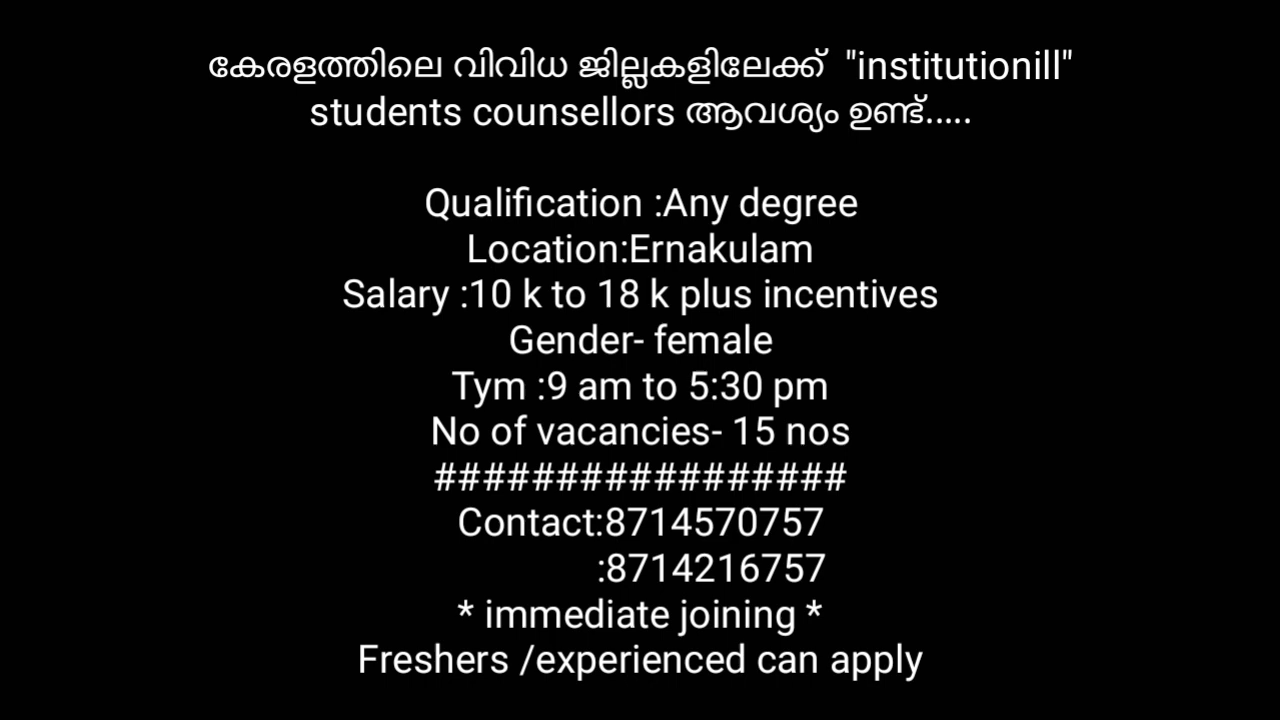 കേരളത്തിലെ വിവിധ ജില്ലകളിലേക്ക്  "institutionill"
students counsellors ആവശ്യം ഉണ്ട്.....
Qualification :Any degree
Location:Ernakulam
Salary :10 k to 18 k plus incentives
Gender- female
Tym :9 am to 5:30 pm
No of vacancies- 15 nos
#################
Contact:8714570757
:8714216757
* immediate joining *
Freshers /experienced can apply